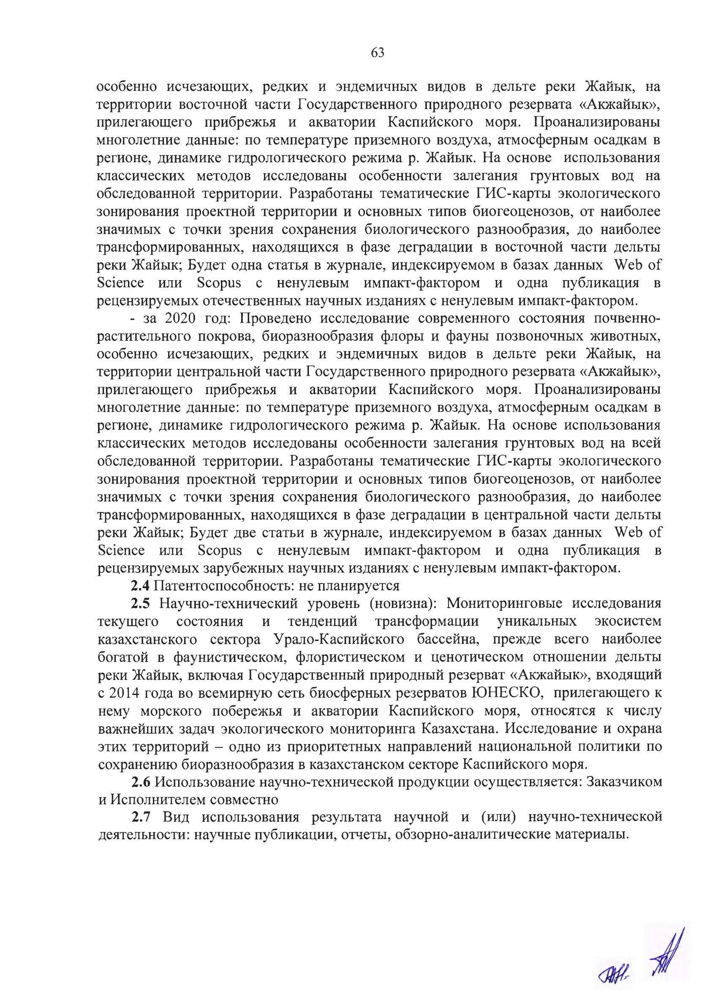 63
особенно исчезающих, редких и эндемичных видов в дельте реки Жайык, на
территории восточной части Государственного природного резервата «Акжайык»,
прилегающего прибрежья и акватории Каспийского моря. Проанализированы
многолетние данные: по температуре приземного воздуха, атмосферным осадкам в
регионе, динамике гидрологического режима р. Жайык. На основе использования
классических методов исследованы особенности залегания грунтовых вод на
обследованной территории. Разработаны тематические ГИС-карты экологического
зонирования проектной территории и основных типов биогеоценозов, от наиболее
значимых с точки зрения сохранения биологического разнообразия, до наиболее
трансформированных, находящихся в фазе деградации в восточной части дельты
реки Жайык; Будет одна статья в журнале, индексируемом в базах данных Web of
Science или Scopus с ненулевым импакт-фактором и одна публикация в
рецензируемых отечественных научных изданиях с ненулевым импакт-фактором.
- за 2020 год: Проведено исследование современного состояния почвенно-
растительного покрова, биоразнообразия флоры и фауны позвоночных животных,
особенно исчезающих, редких и эндемичных видов в дельте реки Жайык, на
территории центральной части Государственного природного резервата «Акжайык»,
прилегающего прибрежья и акватории Каспийского моря. Проанализированы
многолетние данные: по температуре приземного воздуха, атмосферным осадкам в
регионе, динамике гидрологического режима р. Жайык. На основе использования
классических методов исследованы особенности залегания грунтовых вод на всей
обследованной территории. Разработаны тематические ГИС-карты экологического
зонирования проектной территории и основных типов биогеоценозов, от наиболее
значимых с точки зрения сохранения биологического разнообразия, до наиболее
трансформированных, находящихся в фазе деградации в центральной части дельты
реки Жайык; Будет две статьи в журнале, индексируемом в базах данных Web of
Science или Scopus с ненулевым импакт-фактором и одна публикация в
рецензируемых зарубежных научных изданиях с ненулевым импакт-фактором.
2.4 Патентоспособность: не планируется
2.5 Научно-технический уровень (новизна): Мониторинговые исследования
текущего состояния и тенденций трансформации уникальных экосистем
казахстанского сектора Урало-Каспийского бассейна, прежде всего наиболее
богатой в фаунистическом, флористическом и ценотическом отношении дельты
реки Жайык, включая Государственный природный резерват «Акжайык», входящий
с 2014 года во всемирную сеть биосферных резерватов ЮНЕСКО, прилегающего к
нему морского побережья и акватории Каспийского моря, относятся к числу
важнейших задач экологического мониторинга Казахстана. Исследование и охрана
этих территорий – одно из приоритетных направлений национальной политики по
сохранению биоразнообразия в казахстанском секторе Каспийского моря.
2.6 Использование научно-технической продукции осуществляется: Заказчиком
и Исполнителем совместно
2.7 Вид использования результата научной и (или) научно-технической
деятельности: научные публикации, отчеты, обзорно-аналитические материалы.